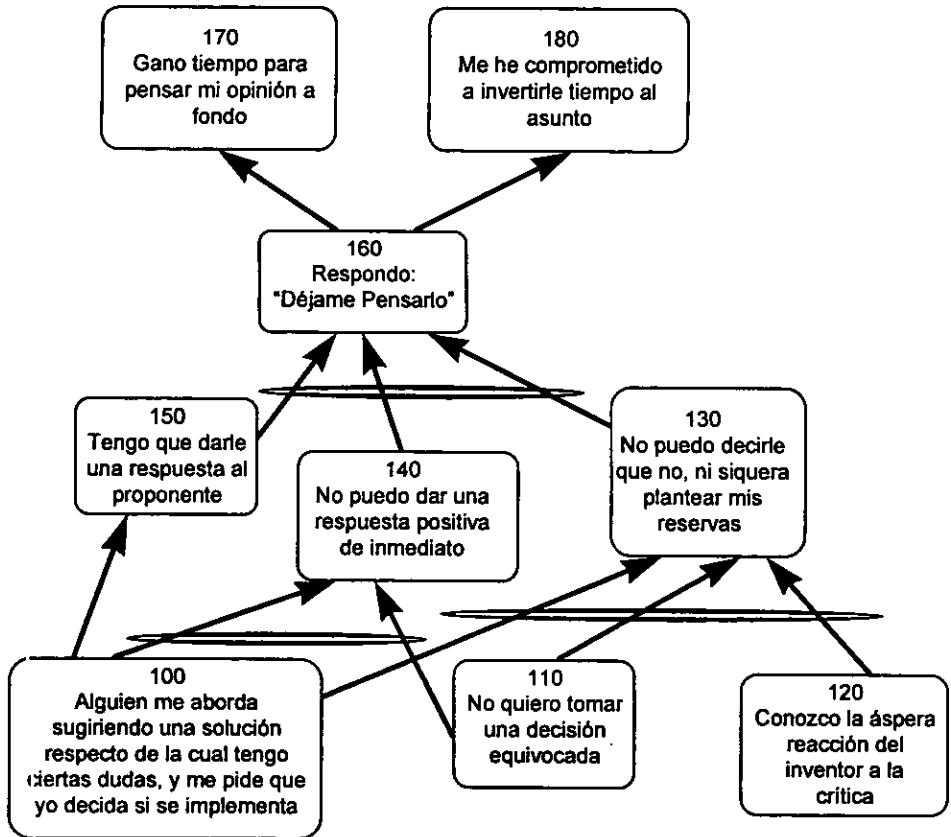 170
Gano tiempo para
pensar mi opinión a
fondo
180
Me he comprometido
a invertirle tiempo al
asunto
160
Respondo:
"Déjame Pensarlo"
150
Tengo que darle
una respuesta al
proponente
140
No puedo dar una
respuesta positiva
de inmediato
130
No puedo decirle
que no, ni siquera
plantear mis
reservas
100
Alguien me aborda
sugiriendo una solución
respecto de la cual tengo
ciertas dudas, y me pide que
yo decida si se implementa
110
No quiero tomar
una decisión
equivocada
120
Conozco la áspera
reacción del
inventor a la
crítica